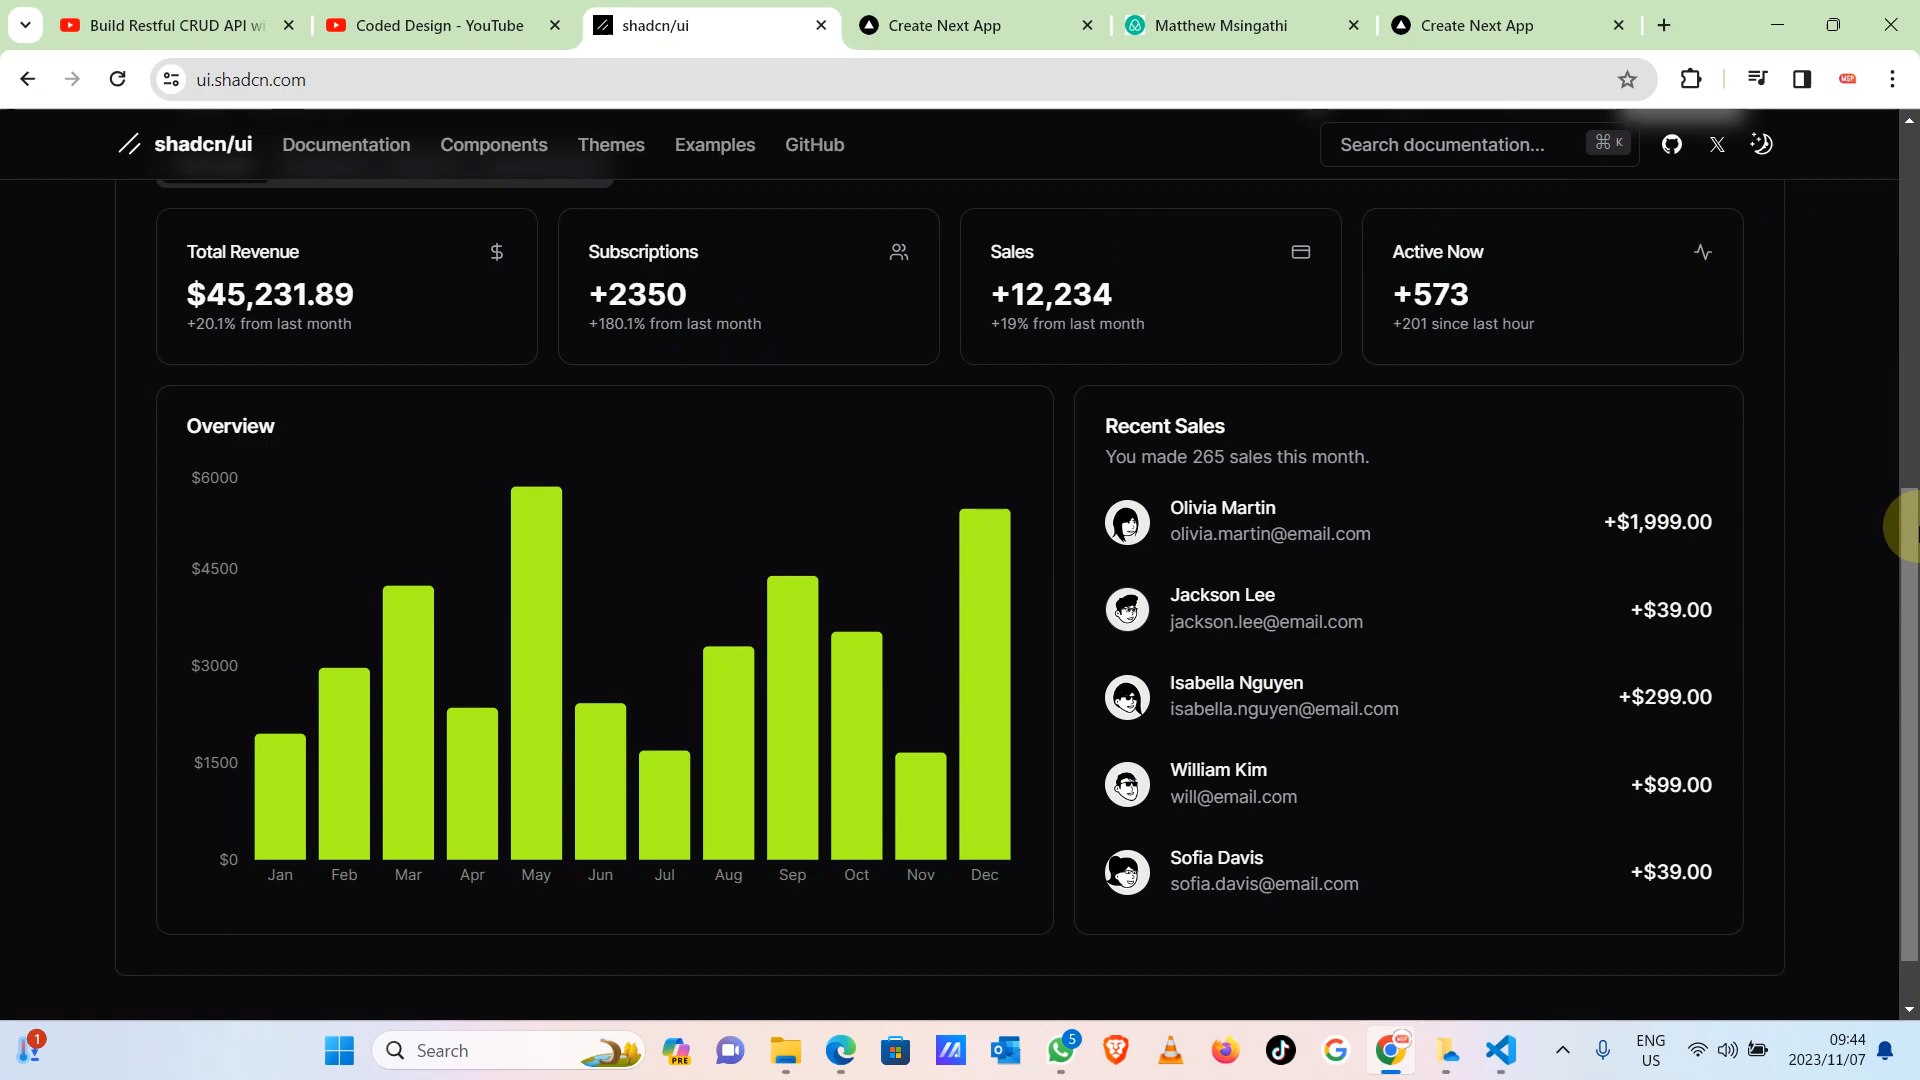 Build Restful CRUD API wi
Coded Design - YouTube
shadcn/ui
Create Next App
Matthew Msingathi
Create Next App
ui.shadcn.com
MSP
shadcn/ui
Documentation
Components
Themes
Examples
GitHub
Search documentation...
⌘ K
Total Revenue
$
$45,231.89
+20.1% from last month
Subscriptions
+2350
+180.1% from last month
Sales
+12,234
+19% from last month
Active Now
+573
+201 since last hour
Overview
$6000
$4500
$3000
$1500
$0
Jan Feb Mar Apr May Jun Jul Aug Sep Oct Nov Dec
Recent Sales
You made 265 sales this month.
Olivia Martin
olivia.martin@email.com
+$1,999.00
Jackson Lee
jackson.lee@email.com
+$39.00
Isabella Nguyen
isabella.nguyen@email.com
+$299.00
William Kim
will@email.com
+$99.00
Sofia Davis
sofia.davis@email.com
+$39.00
1
Search
PRE
5
ENG
US
09:44
2023/11/07